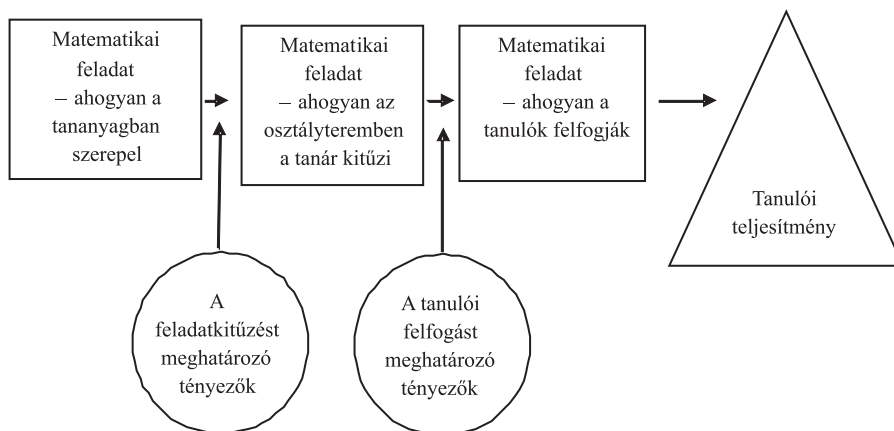 Matematikai
feladat
– ahogyan a
tananyagban
szerepel
Matematikai
feladat
– ahogyan az
osztályteremben
a tanár kitűzi
Matematikai
feladat
– ahogyan a
tanulók felfogják
Tanulói
teljesítmény
A
feladatkitűzést
meghatározó
tényezők
A tanulói
felfogást
meghatározó
tényezők